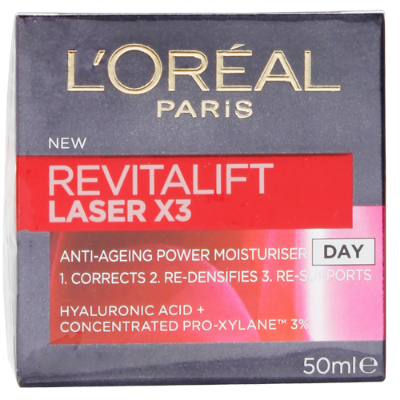 L'ORÉAL
PARIS
NEW
REVITALIFT
LASER X3
ANTI-AGEING POWER MOISTURISER DAY
1. CORRECTS 2. RE-DENSIFIES 3. RE-SUPPORTS
HYALURONIC ACID +
CONCENTRATED PRO-XYLANE™ 3%
50ml e